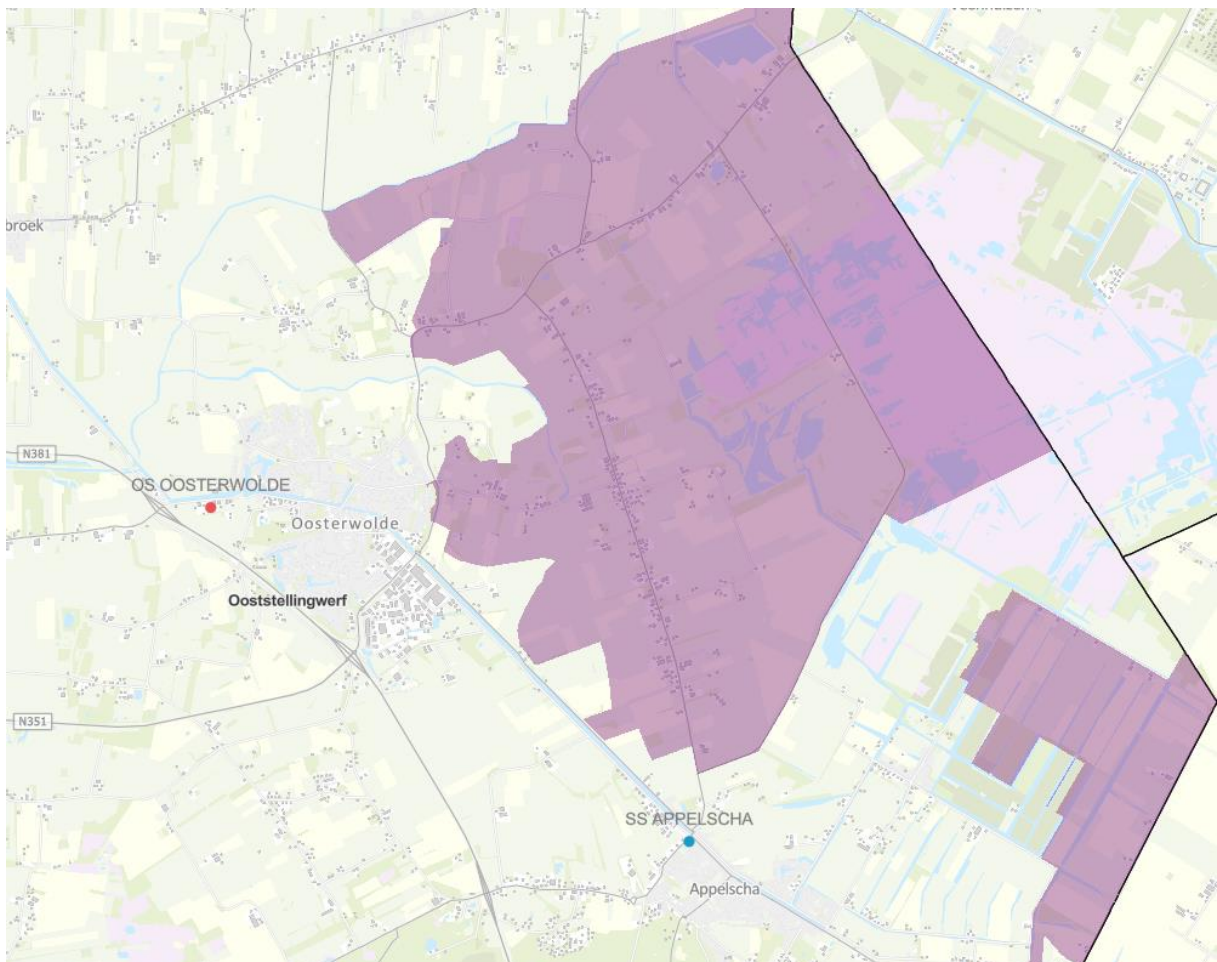 broek
N381
OS OOSTERWOLDE
Oosterwolde
Ooststellingwerf
N351
SS APPELSCHA
Appelscha